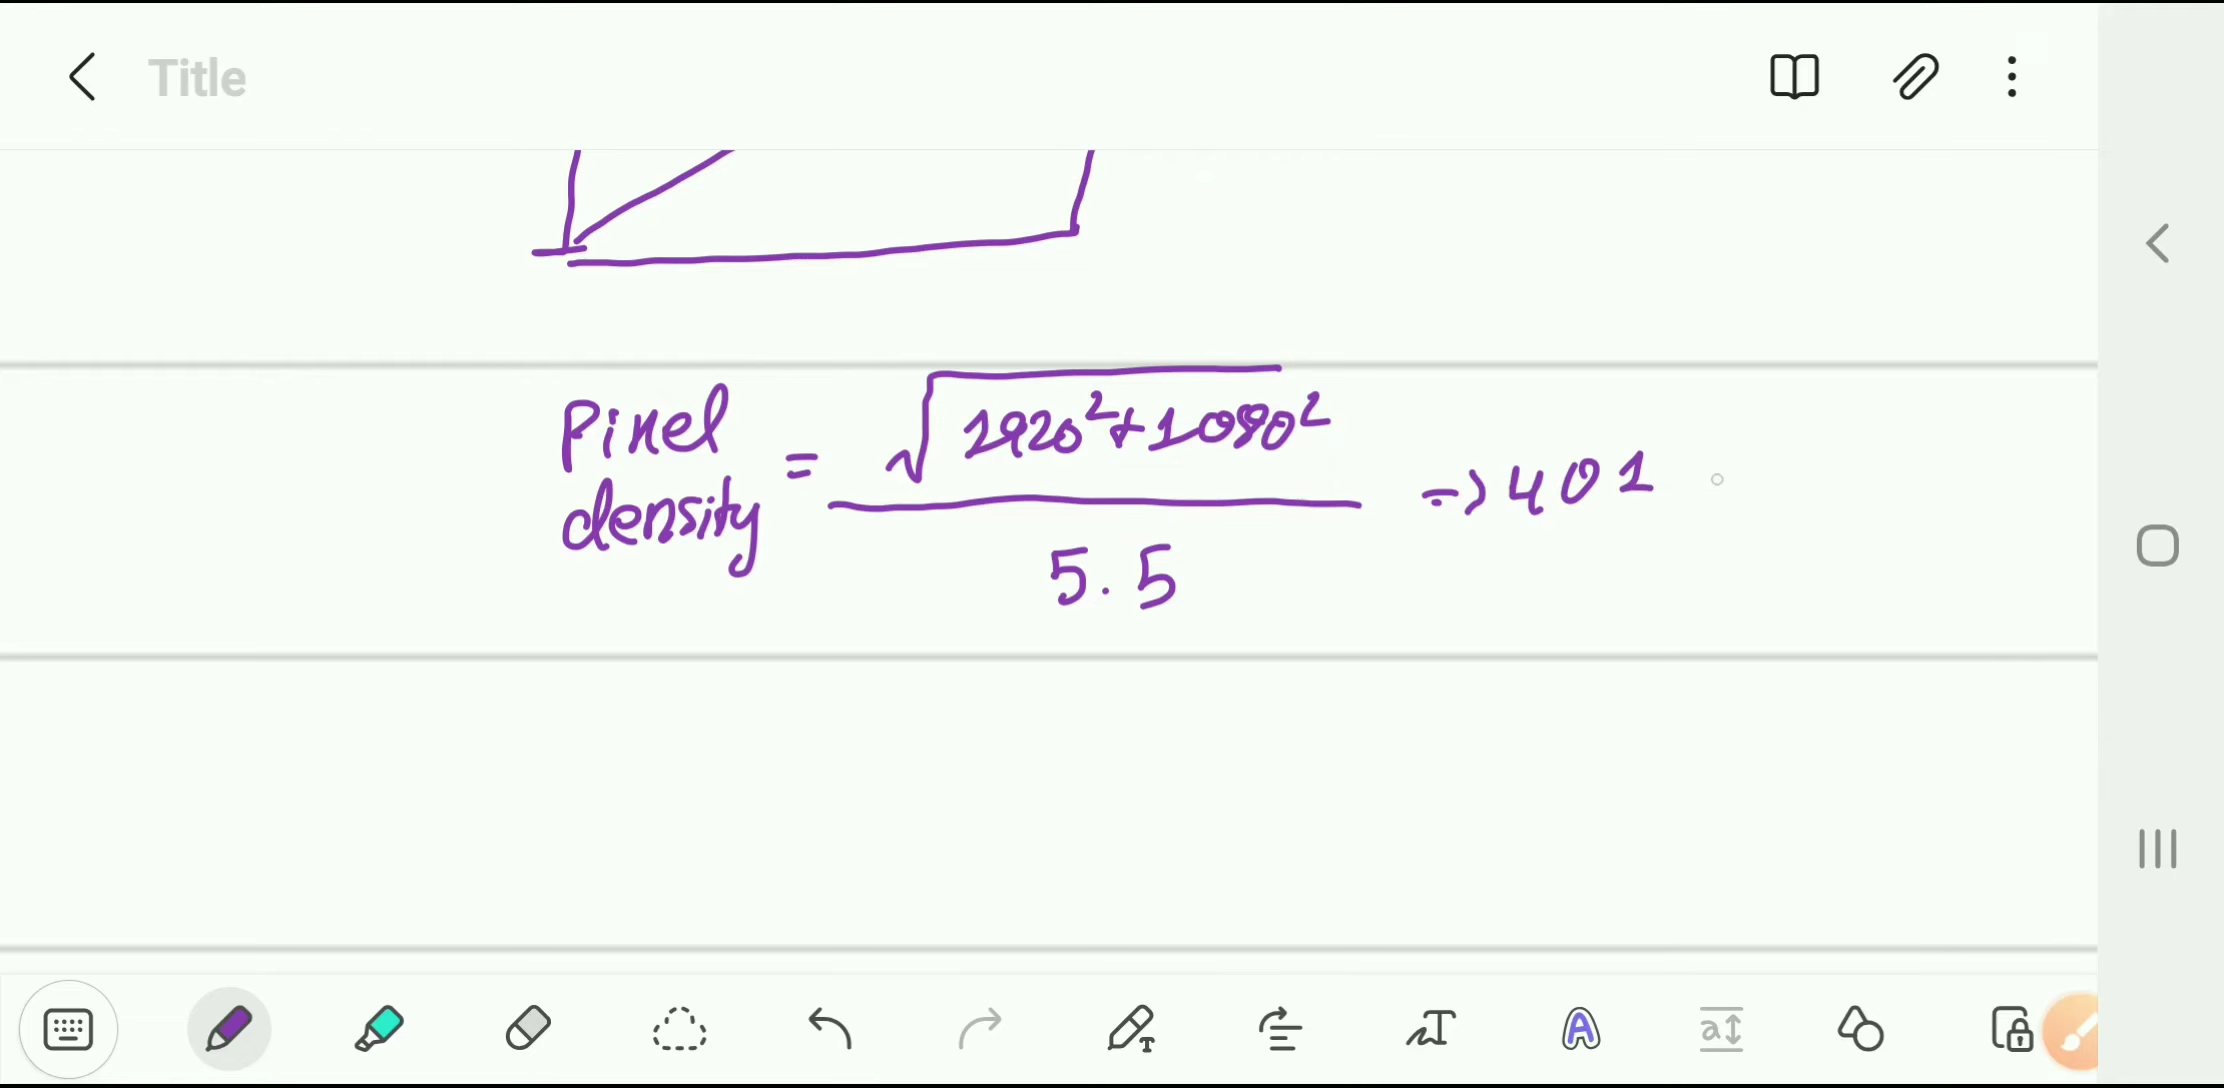 Title
Pixel density = √1920²+1080² / 5.5 => 401
T
T
A
a